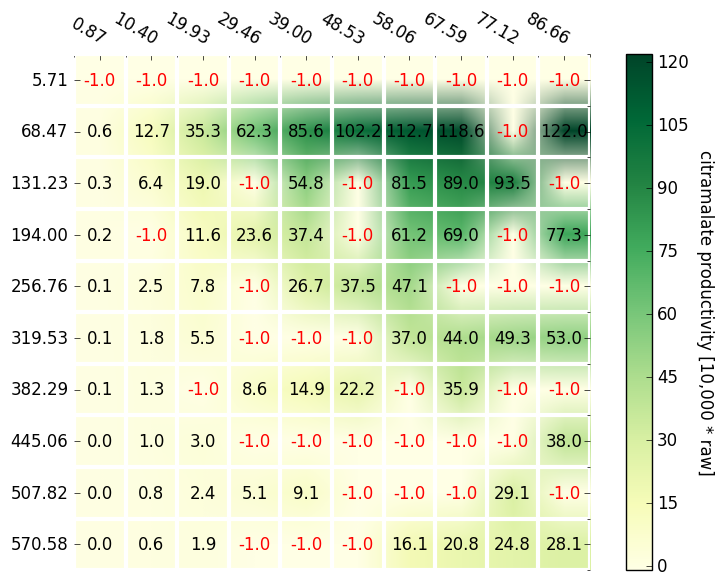 0.87 10.40 19.93 29.46 39.00 48.53 58.06 67.59 77.12 86.66
5.71 -1.0 -1.0 -1.0 -1.0 -1.0 -1.0 -1.0 -1.0 -1.0 -1.0
68.47 0.6 12.7 35.3 62.3 85.6 102.2 112.7 118.6 -1.0 122.0
131.23 0.3 6.4 19.0 -1.0 54.8 -1.0 81.5 89.0 93.5 -1.0
194.00 0.2 -1.0 11.6 23.6 37.4 -1.0 61.2 69.0 -1.0 77.3
256.76 0.1 2.5 7.8 -1.0 26.7 37.5 47.1 -1.0 -1.0 -1.0
319.53 0.1 1.8 5.5 -1.0 -1.0 -1.0 37.0 44.0 49.3 53.0
382.29 0.1 1.3 -1.0 8.6 14.9 22.2 -1.0 35.9 -1.0 -1.0
445.06 0.0 1.0 3.0 -1.0 -1.0 -1.0 -1.0 -1.0 -1.0 38.0
507.82 0.0 0.8 2.4 5.1 9.1 -1.0 -1.0 -1.0 29.1 -1.0
570.58 0.0 0.6 1.9 -1.0 -1.0 -1.0 16.1 20.8 24.8 28.1
120
105
90
75
60
45
30
15
0
citramalate productivity [10,000 * raw]